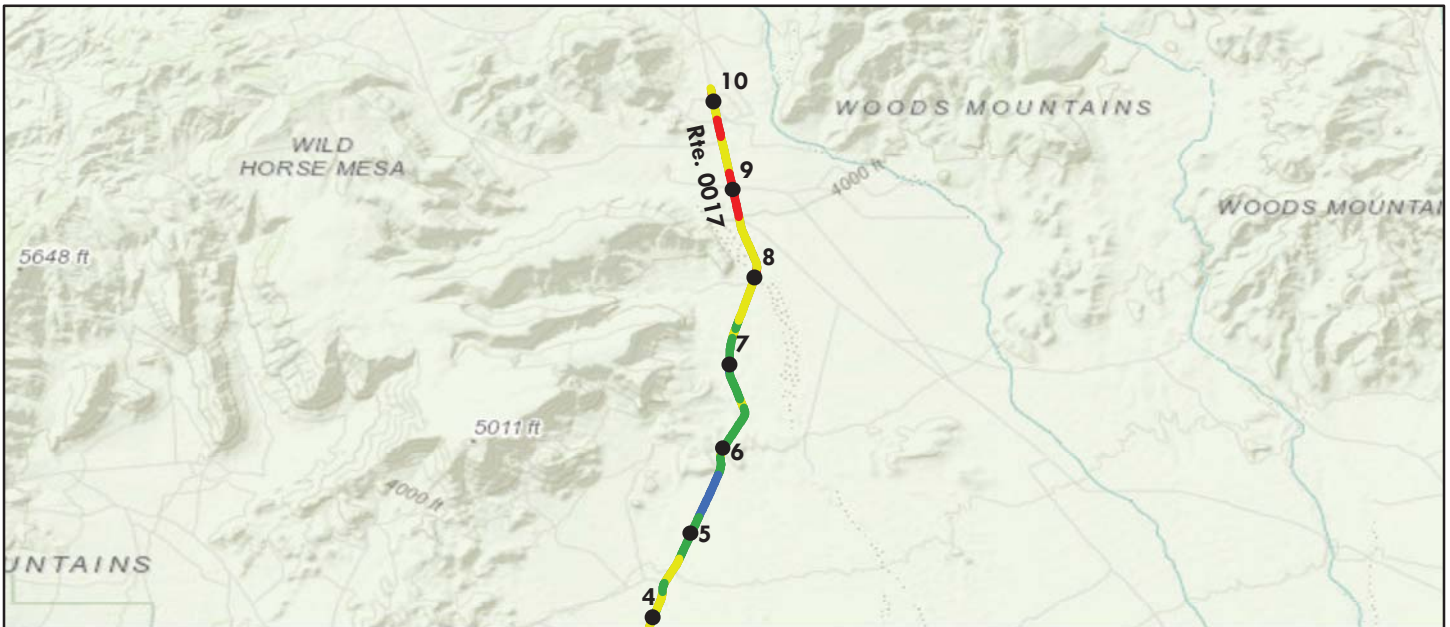 10
WOODS MOUNTAINS
WILD
HORSE MESA
Rte. 0017
9
4000 ft
WOODS MOUNTAI
5648 ft
8
7
5011 ft
6
4000 ft
5
UNTAINS
4